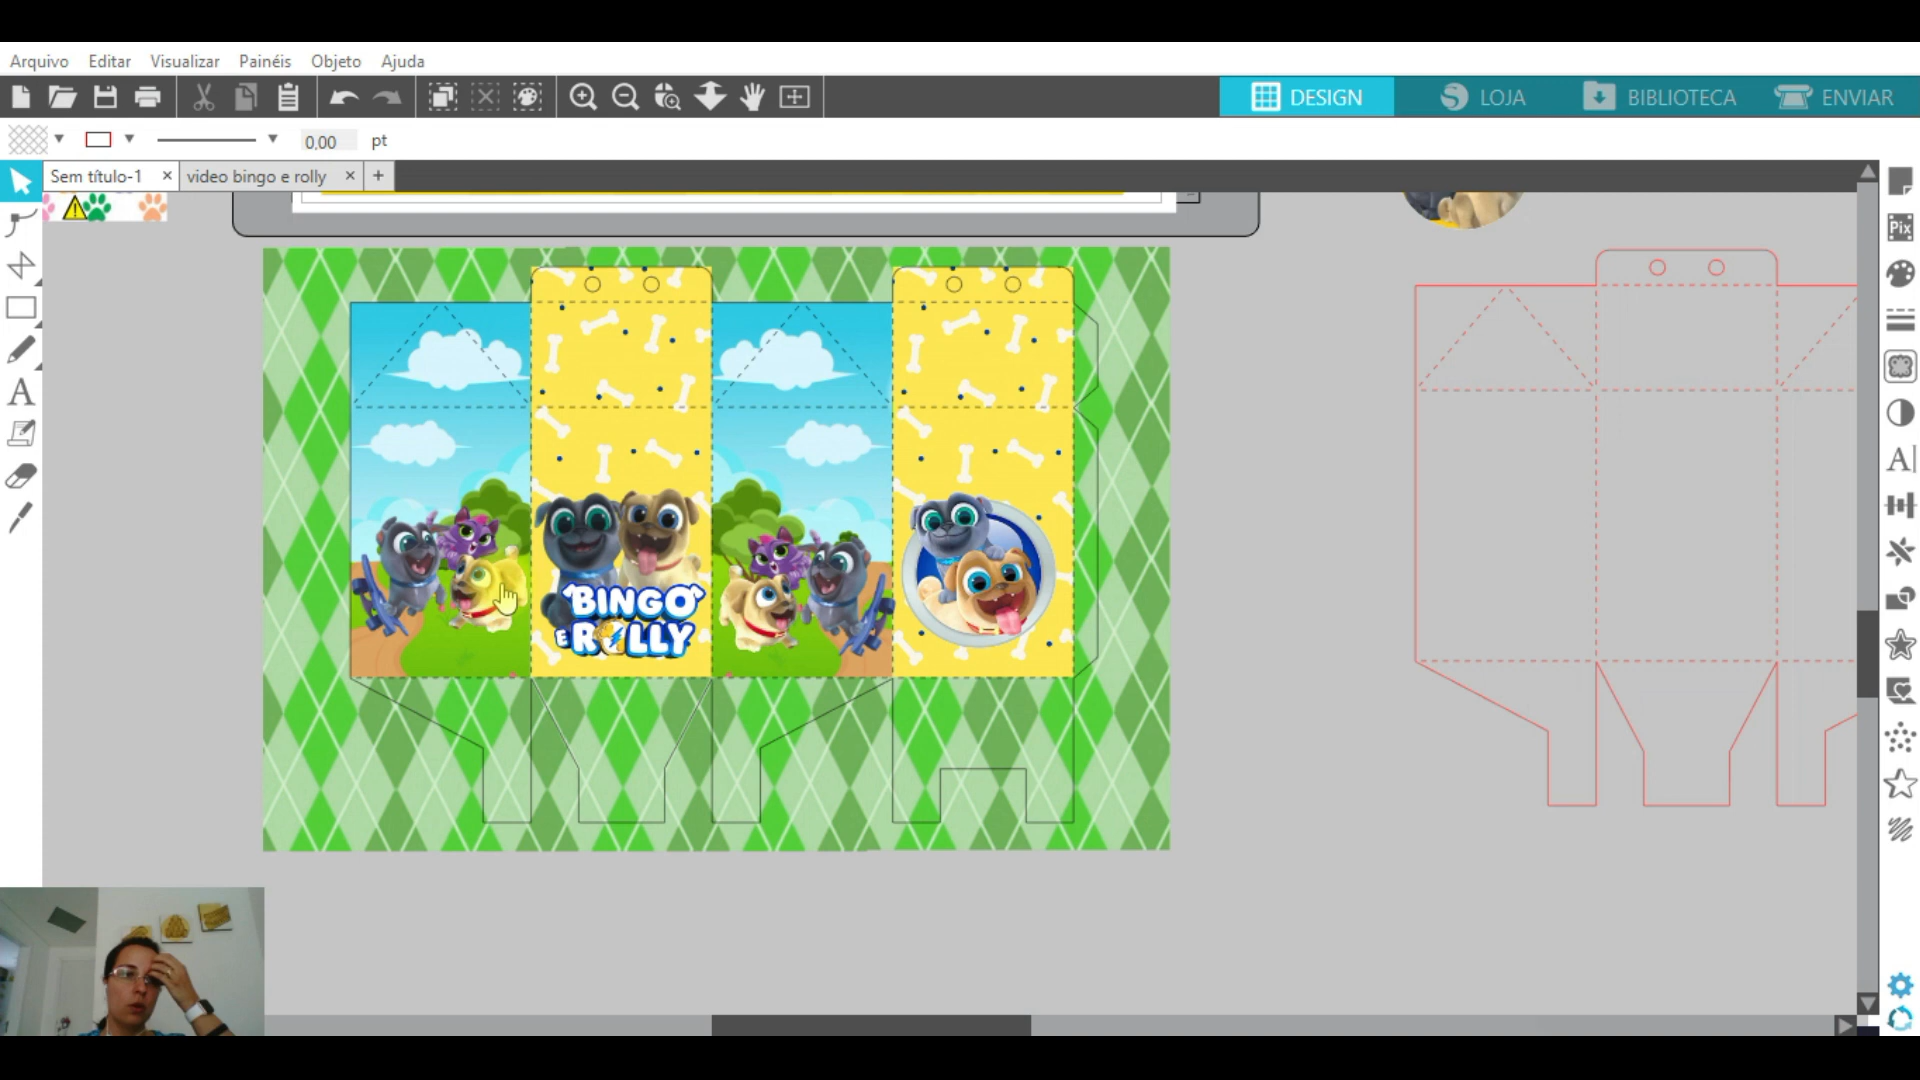 Arquivo Editar Visualizar Painéis Objeto Ajuda
DESIGN LOJA BIBLIOTECA ENVIAR
0,00 pt
Sem título-1 × video bingo e rolly × +
Pix
A
A
BINGO
E ROLLY